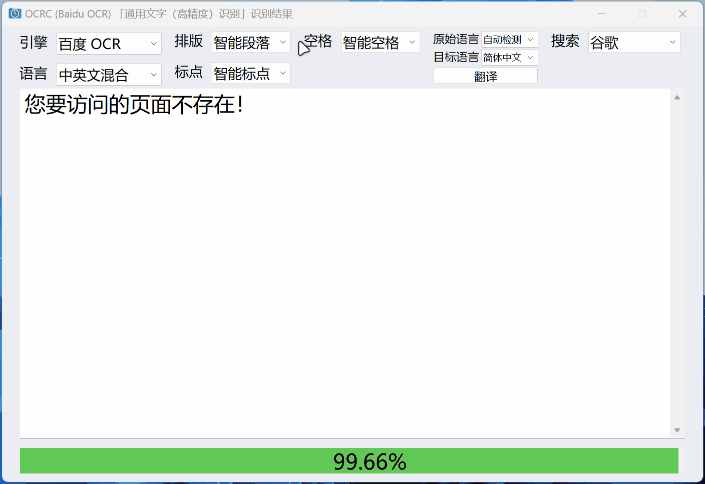 OCRC (Baidu OCR) 「通用文字（高精度）识别」识别结果
引擎 百度 OCR 排版 智能段落 空格 智能空格 原始语言 自动检测 搜索 谷歌
目标语言 简体中文
语言 中英文混合 标点 智能标点 翻译
您要访问的页面不存在!
99.66%